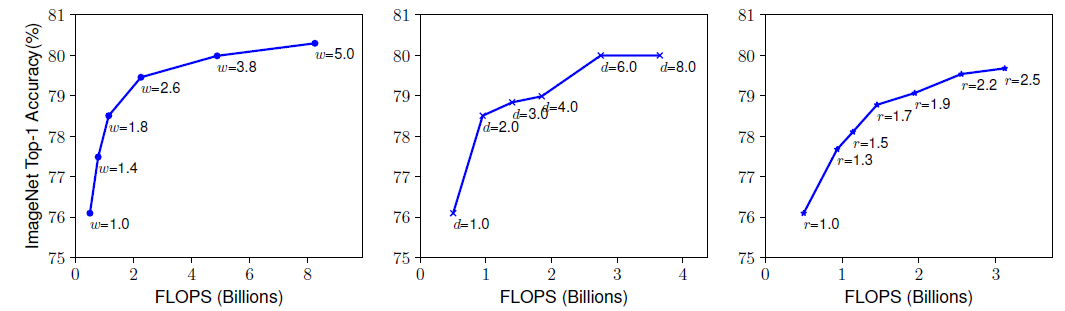 ImageNet Top-1 Accuracy(%)
81
80
79
78
77
76
75
0 2 4 6 8
FLOPS (Billions)
w=1.0
w=1.4
w=1.8
w=2.6
w=3.8
w=5.0
81
80
79
78
77
76
75
0 1 2 3 4
FLOPS (Billions)
d=1.0
d=2.0
d=3.0
d=4.0
d=6.0
d=8.0
81
80
79
78
77
76
75
0 1 2 3
FLOPS (Billions)
r=1.0
r=1.3
r=1.5
r=1.7
r=1.9
r=2.2
r=2.5